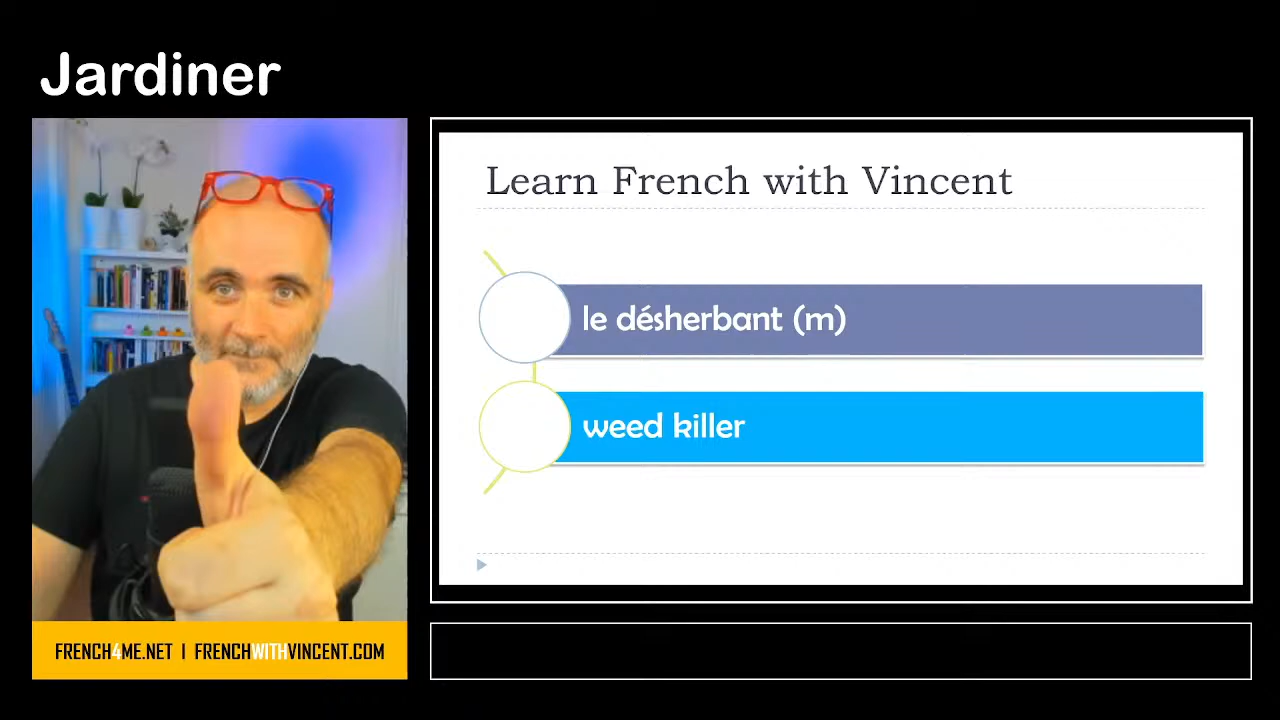 Jardiner
Learn French with Vincent
le désherbant (m)
weed killer
FRENCH4ME.NET | FRENCHWITHVINCENT.COM